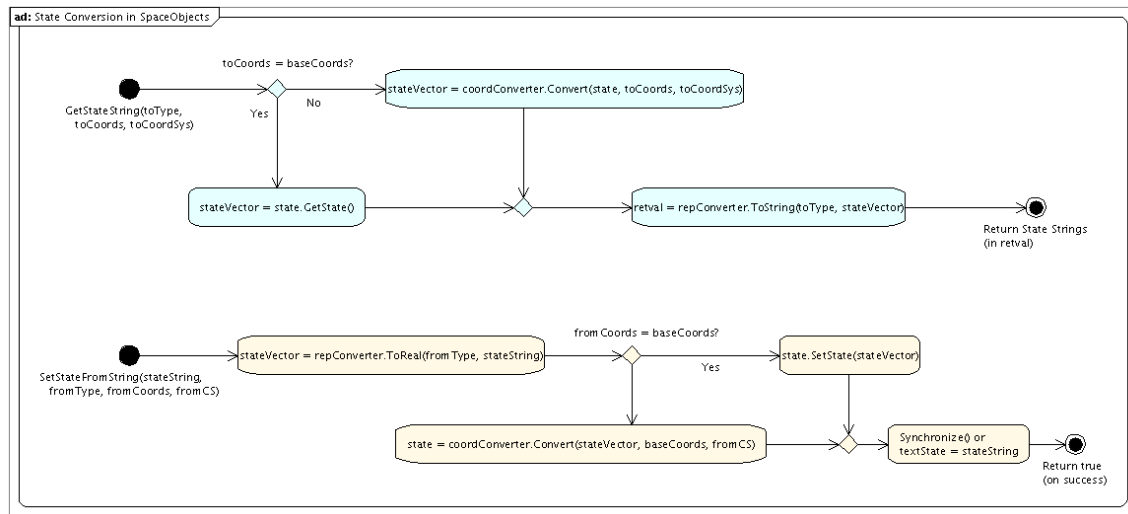 ad: State Conversion in SpaceObjects
toCoords = baseCoords?
stateVector = coordConverter.Convert(state, toCoords, toCoordSys)
No
Yes
GetStateString(toType,
toCoords, toCoordSys)
stateVector = state.GetState()
retval = repConverter.ToString(toType, stateVector)
Return State Strings
(in retval)
fromCoords = baseCoords?
stateVector = repConverter.ToReal(fromType, stateString)
state.SetState(stateVector)
Yes
SetStateFromString(stateString,
fromType, fromCoords, fromCS)
state = coordConverter.Convert(stateVector, baseCoords, fromCS)
Synchronize() or
textState = stateString
Return true
(on success)